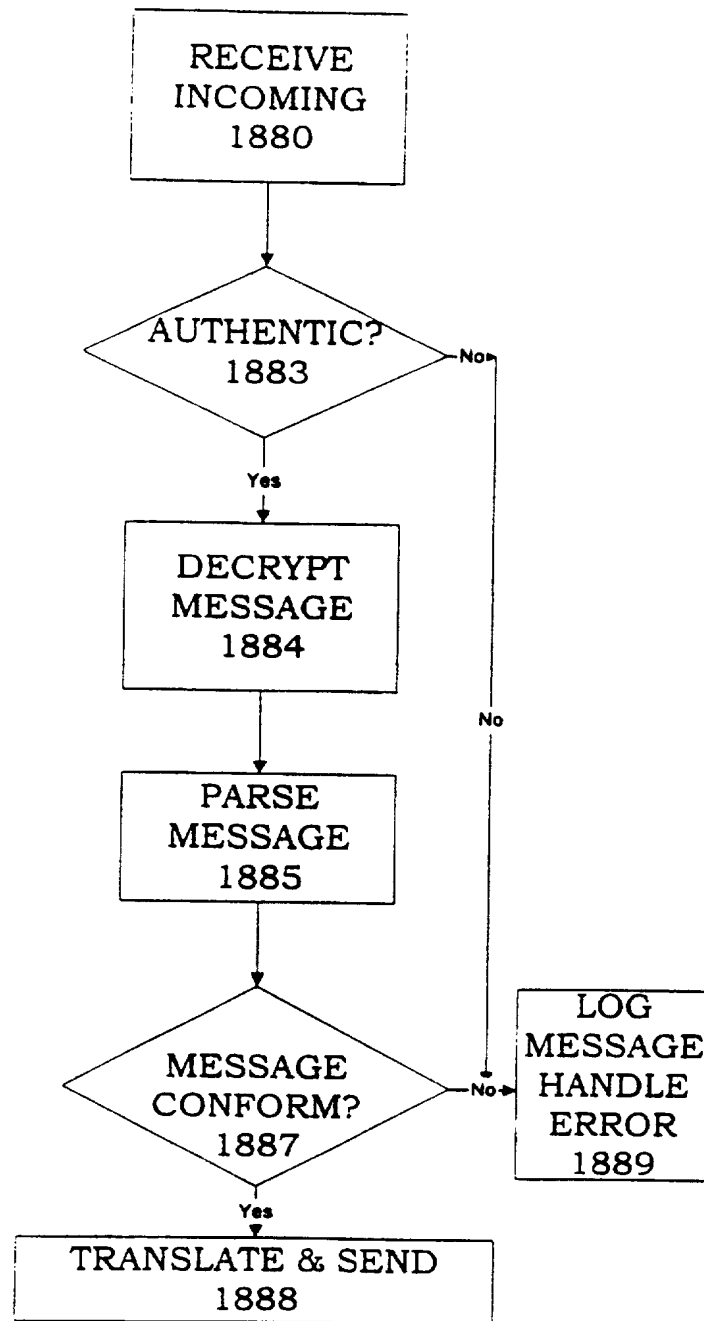 RECEIVE
INCOMING
1880
AUTHENTIC?
1883
No
Yes
DECRYPT
MESSAGE
1884
No
PARSE
MESSAGE
1885
MESSAGE
CONFORM?
1887
No
LOG
MESSAGE
HANDLE
ERROR
1889
Yes
TRANSLATE & SEND
1888